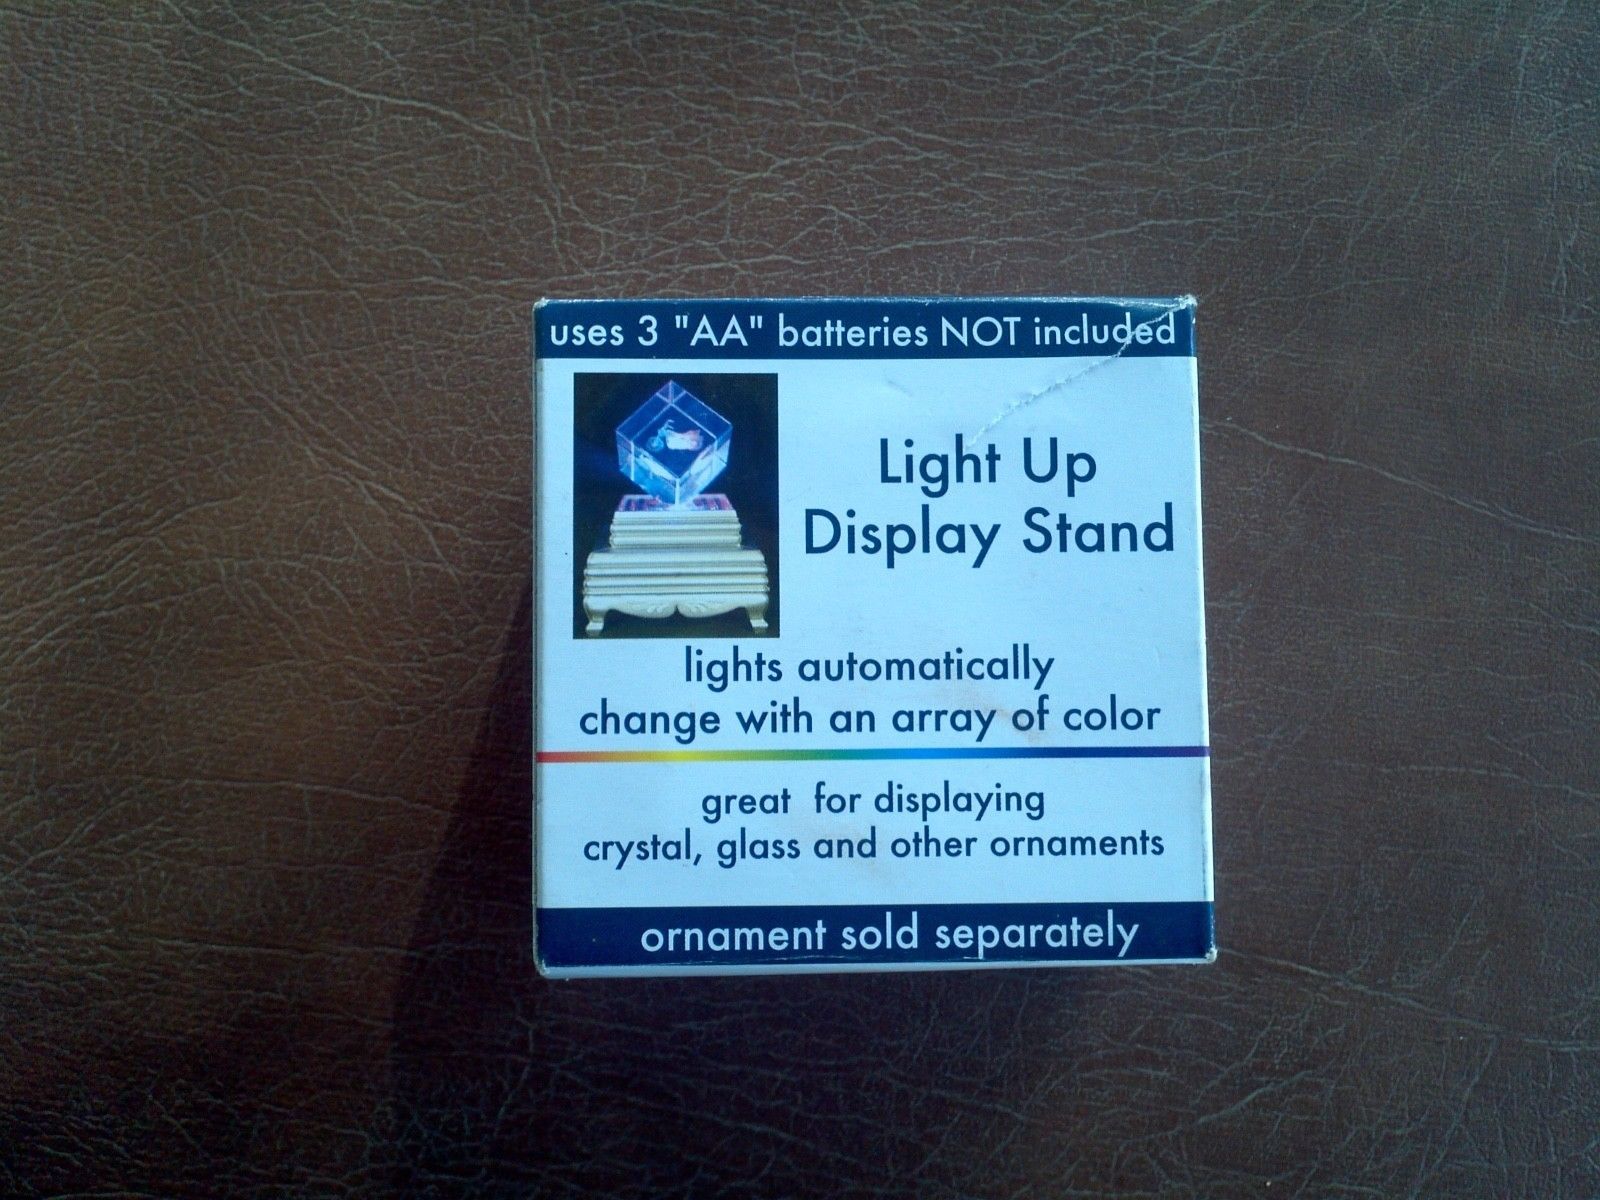 uses 3 "AA" batteries NOT included
Light Up
Display Stand
lights automatically
change with an array of color
great for displaying
crystal, glass and other ornaments
ornament sold separately